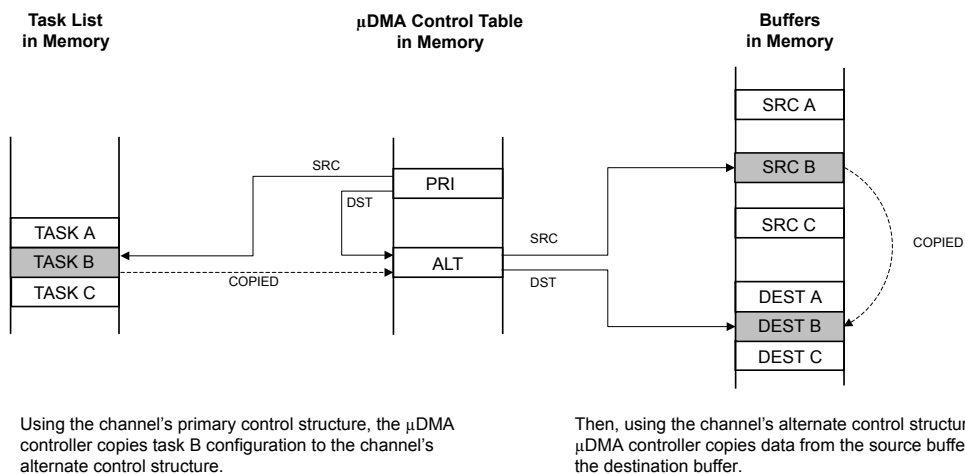 Task List
in Memory
µDMA Control Table
in Memory
Buffers
in Memory
SRC A
SRC
PRI
SRC B
DST
TASK A
SRC C
SRC
COPIED
TASK B
ALT
COPIED
DST
TASK C
DEST A
DEST B
DEST C
Using the channel's primary control structure, the µDMA
controller copies task B configuration to the channel's
alternate control structure.
Then, using the channel's alternate control
µDMA controller copies data from the source
the destination buffer.